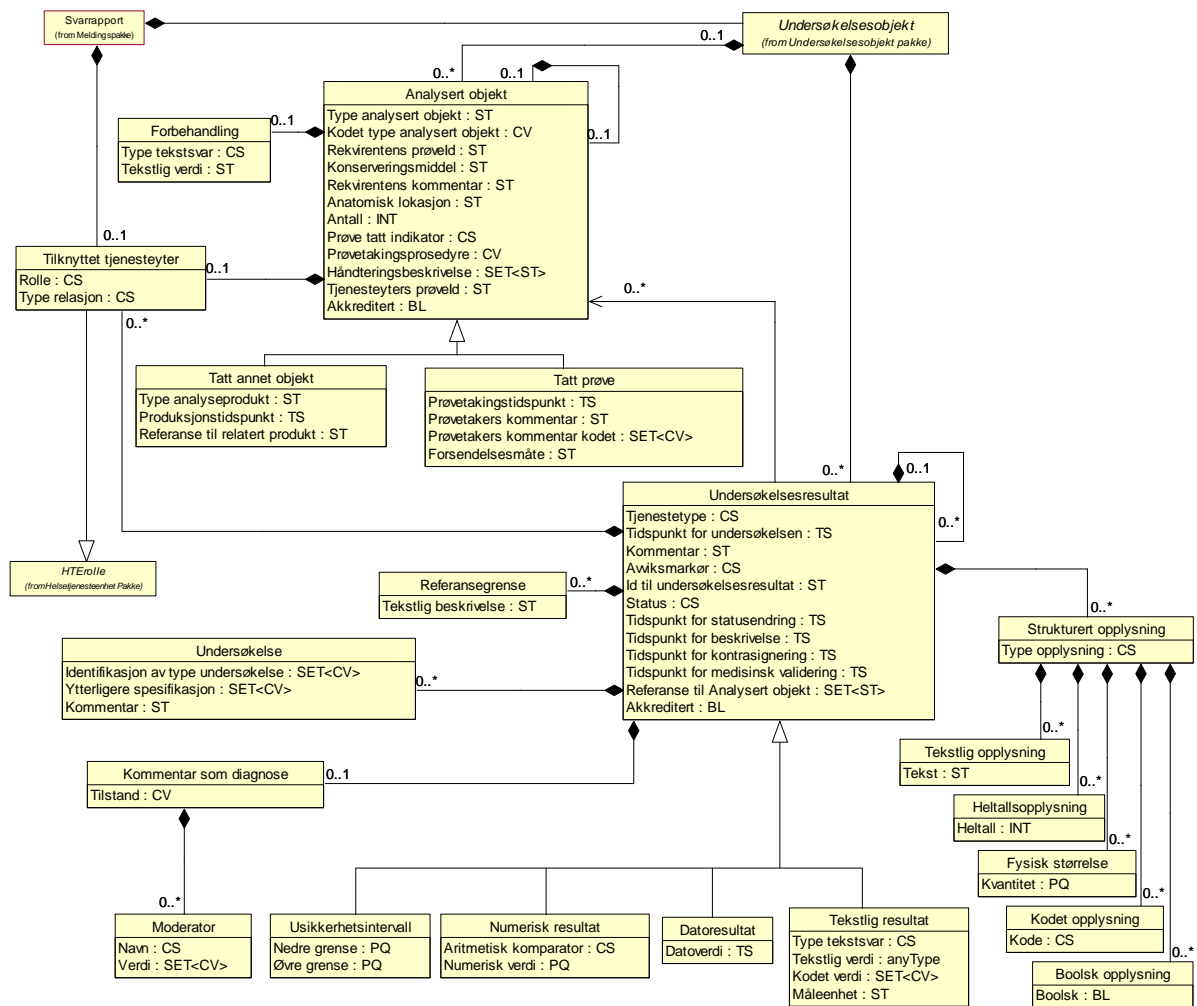 Svarrapport
(from Meldingspakke)
Undersøkelsesobjekt
(from Undersøkelsesobjekt pakke)
0..1
0..*
0..1
0..1
Analysert objekt
Type analysert objekt : ST
Kodet type analysert objekt : CV
Rekvirentens prøveId : ST
Konserveringsmiddel : ST
Rekvirentens kommentar : ST
Anatomisk lokasjon : ST
Antall : INT
Prøve tatt indikator : CS
Prøvetakingsprosedyre : CV
Håndteringsbeskrivelse : SET<ST>
Tjenesteyters prøveId : ST
Akkreditert : BL
0..1
Forbehandling
Type tekstsvar : CS
Tekstlig verdi : ST
0..1
Tilknyttet tjenesteyter
Rolle : CS
Type relasjon : CS
0..1
0..*
0..*
Tatt annet objekt
Type analyseprodukt : ST
Produksjonstidspunkt : TS
Referanse til relatert produkt : ST
Tatt prøve
Prøvetakingstidspunkt : TS
Prøvetakers kommentar : ST
Prøvetakers kommentar kodet : SET<CV>
Forsendelsesmåte : ST
0..*
0..1
0..*
Undersøkelsesresultat
Tjenestetype : CS
Tidspunkt for undersøkelsen : TS
Kommentar : ST
Avviksmarkør : CS
Id til undersøkelsesresultat : ST
Status : CS
Tidspunkt for statusendring : TS
Tidspunkt for beskrivelse : TS
Tidspunkt for kontrasignering : TS
Tidspunkt for medisinsk validering : TS
Referanse til Analysert objekt : SET<ST>
Akkreditert : BL
HTErolle
(fromHelsetjenesteenhet Pakke)
Referansegrense
Tekstlig beskrivelse : ST
0..*
Undersøkelse
Identifikasjon av type undersøkelse : SET<CV>
Ytterligere spesifikasjon : SET<CV>
Kommentar : ST
0..*
0..*
Strukturert opplysning
Type opplysning : CS
0..*
Tekstlig opplysning
Tekst : ST
0..*
Heltallsopplysning
Heltall : INT
0..*
Fysisk størrelse
Kvantitet : PQ
0..*
Kodet opplysning
Kode : CS
0..*
Boolsk opplysning
Boolsk : BL
Kommentar som diagnose
Tilstand : CV
0..1
0..*
Moderator
Navn : CS
Verdi : SET<CV>
Usikkerhetsintervall
Nedre grense : PQ
Øvre grense : PQ
Numerisk resultat
Aritmetisk komparator : CS
Numerisk verdi : PQ
Datoresultat
Datoverdi : TS
Tekstlig resultat
Type tekstsvar : CS
Tekstlig verdi : anyType
Kodet verdi : SET<CV>
Måleenhet : ST